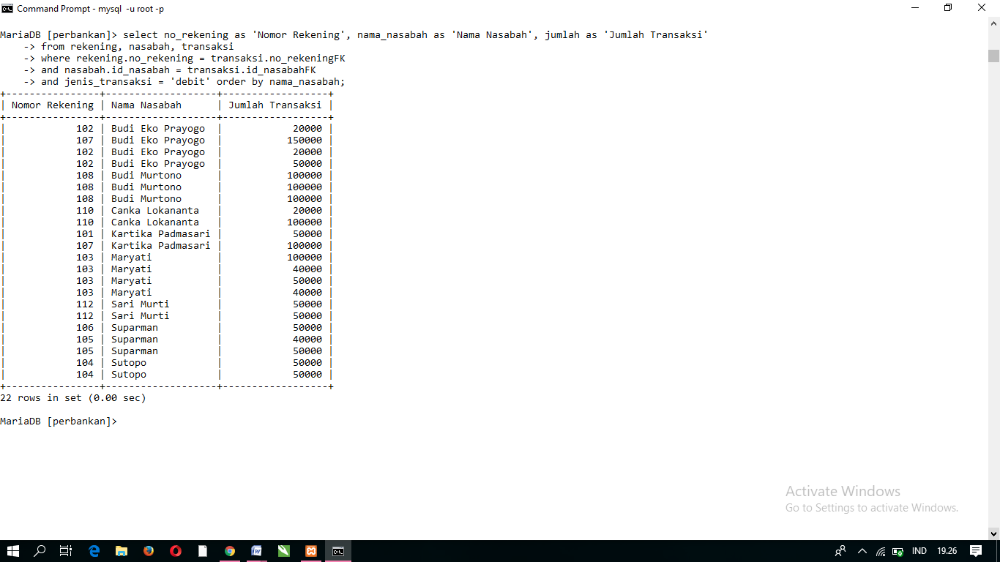 Command Prompt - mysql  -u root -p
MariaDB [perbankan]> select no_rekening as 'Nomor Rekening', nama_nasabah as 'Nama Nasabah', jumlah as 'Jumlah Transaksi'
    -> from rekening, nasabah, transaksi
    -> where rekening.no_rekening = transaksi.no_rekeningFK
    -> and nasabah.id_nasabah = transaksi.id_nasabahFK
    -> and jenis_transaksi = 'debit' order by nama_nasabah;
+----------------+-------------------+------------------+
| Nomor Rekening | Nama Nasabah      | Jumlah Transaksi |
+----------------+-------------------+------------------+
|            102 | Budi Eko Prayogo  |            20000 |
|            107 | Budi Eko Prayogo  |           150000 |
|            102 | Budi Eko Prayogo  |            20000 |
|            102 | Budi Eko Prayogo  |            50000 |
|            108 | Budi Murtono      |           100000 |
|            108 | Budi Murtono      |           100000 |
|            108 | Budi Murtono      |           100000 |
|            110 | Canka Lokananta   |            20000 |
|            110 | Canka Lokananta   |           100000 |
|            101 | Kartika Padmasari |            50000 |
|            107 | Kartika Padmasari |           100000 |
|            103 | Maryati           |           100000 |
|            103 | Maryati           |            40000 |
|            103 | Maryati           |            50000 |
|            103 | Maryati           |            40000 |
|            112 | Sari Murti        |            50000 |
|            112 | Sari Murti        |            50000 |
|            106 | Suparman          |            50000 |
|            105 | Suparman          |            40000 |
|            105 | Suparman          |            50000 |
|            104 | Sutopo            |            50000 |
|            104 | Sutopo            |            50000 |
+----------------+-------------------+------------------+
22 rows in set (0.00 sec)
MariaDB [perbankan]>
Activate Windows
Go to Settings to activate Windows.
IND 19.26